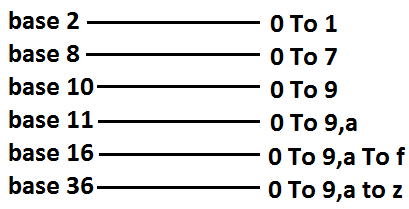 base 2 0 To 1
base 8 0 To 7
base 10 0 To 9
base 11 0 To 9,a
base 16 0 To 9,a To f
base 36 0 To 9,a to z